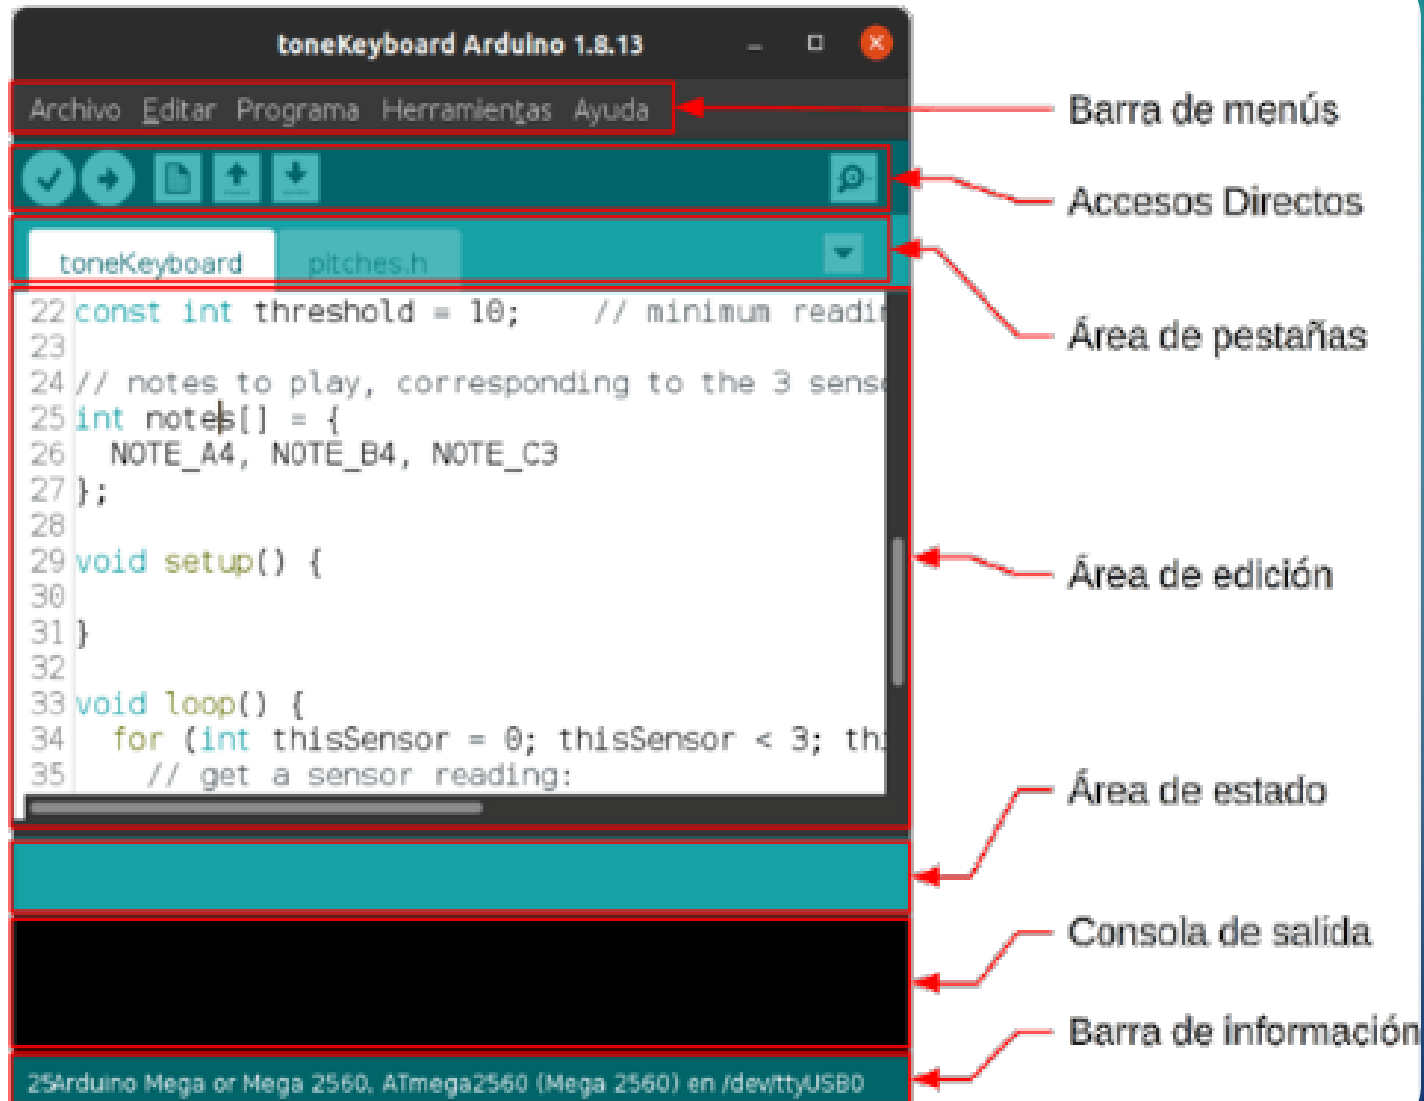 toneKeyboard Arduino 1.8.13
Archivo Editar Programa Herramientas Ayuda
Barra de menús
Accesos Directos
toneKeyboard pitches.h
Área de pestañas
22 const int threshold = 10; // minimum
23
24 // notes to play, corresponding to the 3
25 int notes[] = {
26 NOTE_A4, NOTE_B4, NOTE_C3
27 };
28
29 void setup() {
30
31 }
32
33 void loop() {
34 for (int thisSensor = 0; thisSensor < 3;
35 // get a sensor reading:
Área de edición
Área de estado
Consola de salida
Barra de información
25Arduino Mega or Mega 2560, ATmega2560 (Mega 2560) en /dev/ttyUSB0